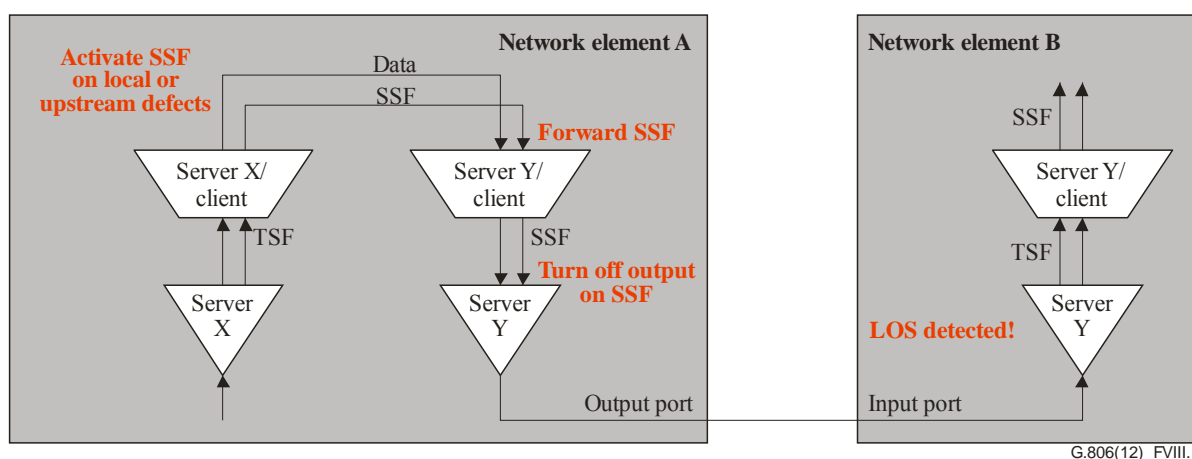 Network element A
Activate SSF
on local or
upstream defects
Data
SSF
Forward SSF
Server X/
client
Server Y/
client
TSF
SSF
Turn off output
on SSF
Server
X
Server
Y
Output port
Network element B
SSF
Server Y/
client
TSF
Server
Y
LOS detected!
Input port
G.806(12)_FVIII.